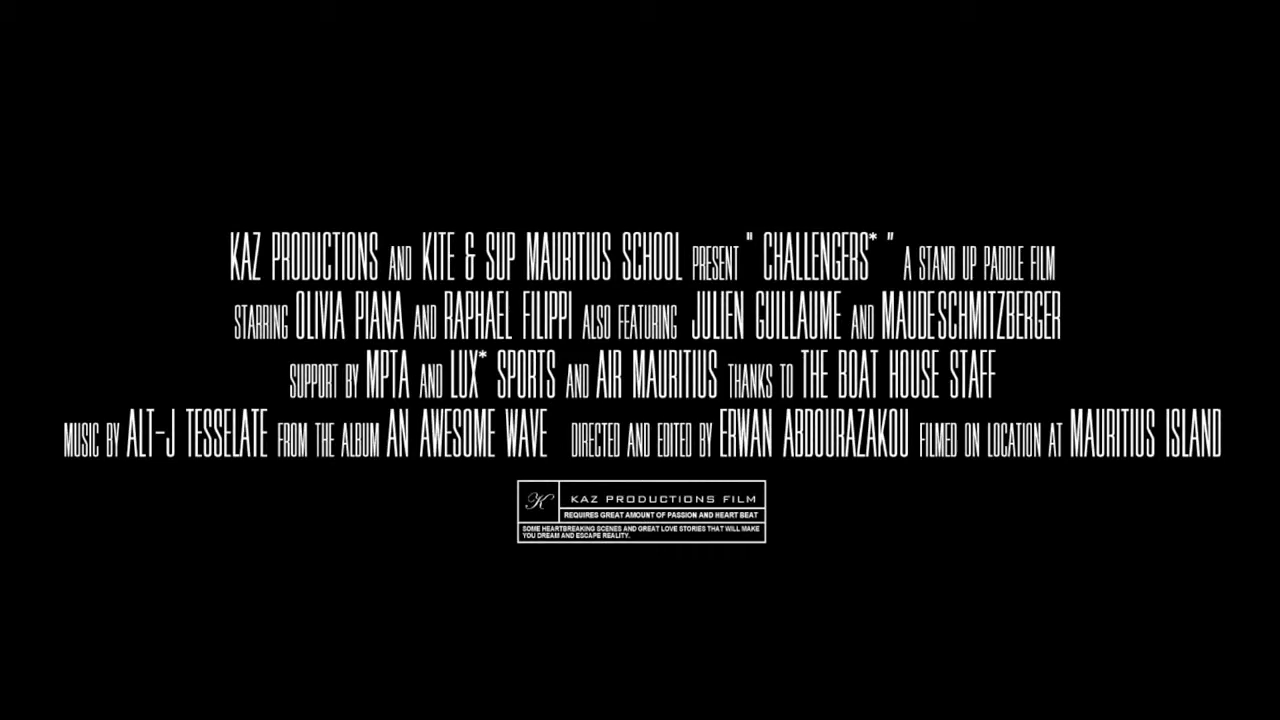 KAZ PRODUCTIONS AND KITE & SUP MAURITIUS SCHOOL PRESENT " CHALLENGERS* " A STAND UP PADDLE FILM
STARRING OLIVIA PIANA AND RAPHAEL FILIPPI ALSO FEATURING JULIEN GUILLAUME AND MAUDE SCHMITZBERGER
SUPPORT BY MPTA AND LUX* SPORTS AND AIR MAURITIUS THANKS TO THE BOAT HOUSE STAFF
MUSIC BY ALT-J TESSELATE FROM THE ALBUM AN AWESOME WAVE DIRECTED AND EDITED BY ERWAN ABDOURAZAKOU FILMED ON LOCATION AT MAURITIUS ISLAND
K KAZ PRODUCTIONS FILM
REQUIRES GREAT AMOUNT OF PASSION AND HEART BEAT
SOME HEARTBREAKING SCENES AND GREAT LOVE STORIES THAT WILL MAKE
YOU DREAM AND ESCAPE REALITY.